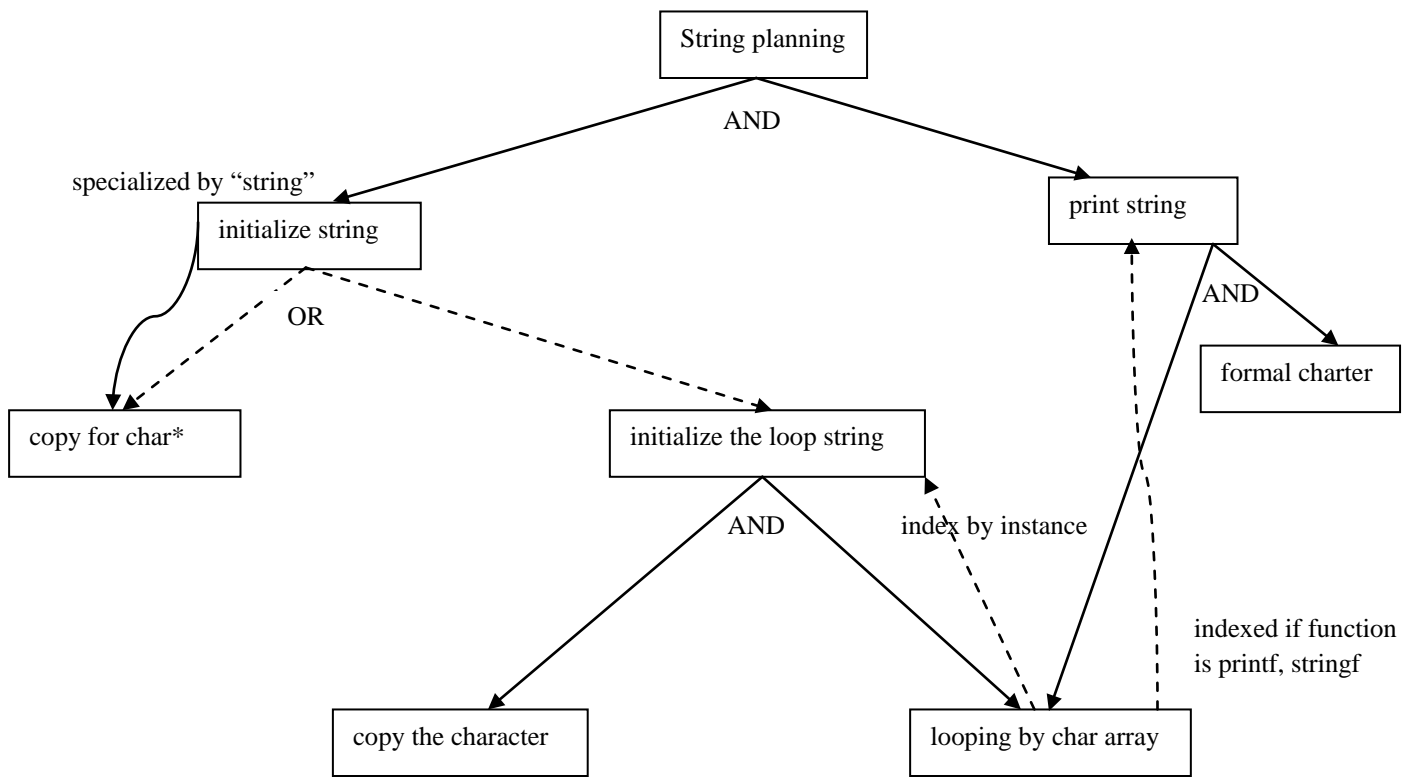 String planning
AND
specialized by “string”
print string
initialize string
AND
OR
formal charter
copy for char*
initialize the loop string
AND
index by instance
indexed if function
is printf, stringf
copy the character
looping by char array